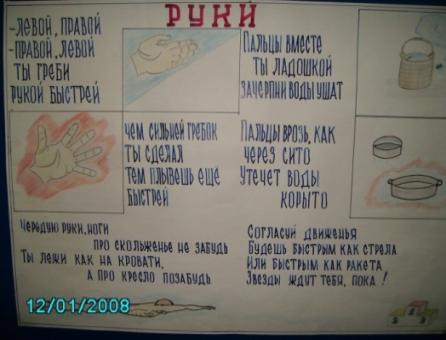 РУКИ
-ЛЕВОЙ, ПРАВОЙ
-ПРАВОЙ, ЛЕВОЙ
ТЫ ГРЕБИ
РУКОЙ БЫСТРЕЙ
ПАЛЬЦЫ ВМЕСТЕ
ТЫ ЛАДОШКОЙ
ЗАЧЕРПНИ ВОДЫ УШАТ
ЧЕМ СИЛЬНЕЙ ГРЕБОК
ТЫ СДЕЛАЛ
ТЕМ ПЛЫВЁШЬ ЕЩЁ
БЫСТРЕЙ
ПАЛЬЦЫ ВРОЗЬ, КАК
ЧЕРЕЗ СИТО
УТЕЧЕТ ВОДЫ
КОРЫТО
ЧЕРЕДУЮ РУКИ, НОГИ
ПРО СКОЛЬЖЕНЬЕ НЕ ЗАБУДЬ
ТЫ ЛЕЖИ КАК НА КРОВАТИ,
А ПРО КРЕСЛО ПОЗАБУДЬ
СОГЛАСУЙ ДВИЖЕНЬЯ
БУДЕШЬ БЫСТРЫМ КАК СТРЕЛА
ИЛИ БЫСТРЫМ КАК РАКЕТА
ЗВЕЗДЫ ЖДУТ ТЕБЯ, ПОКА!
12/01/2008